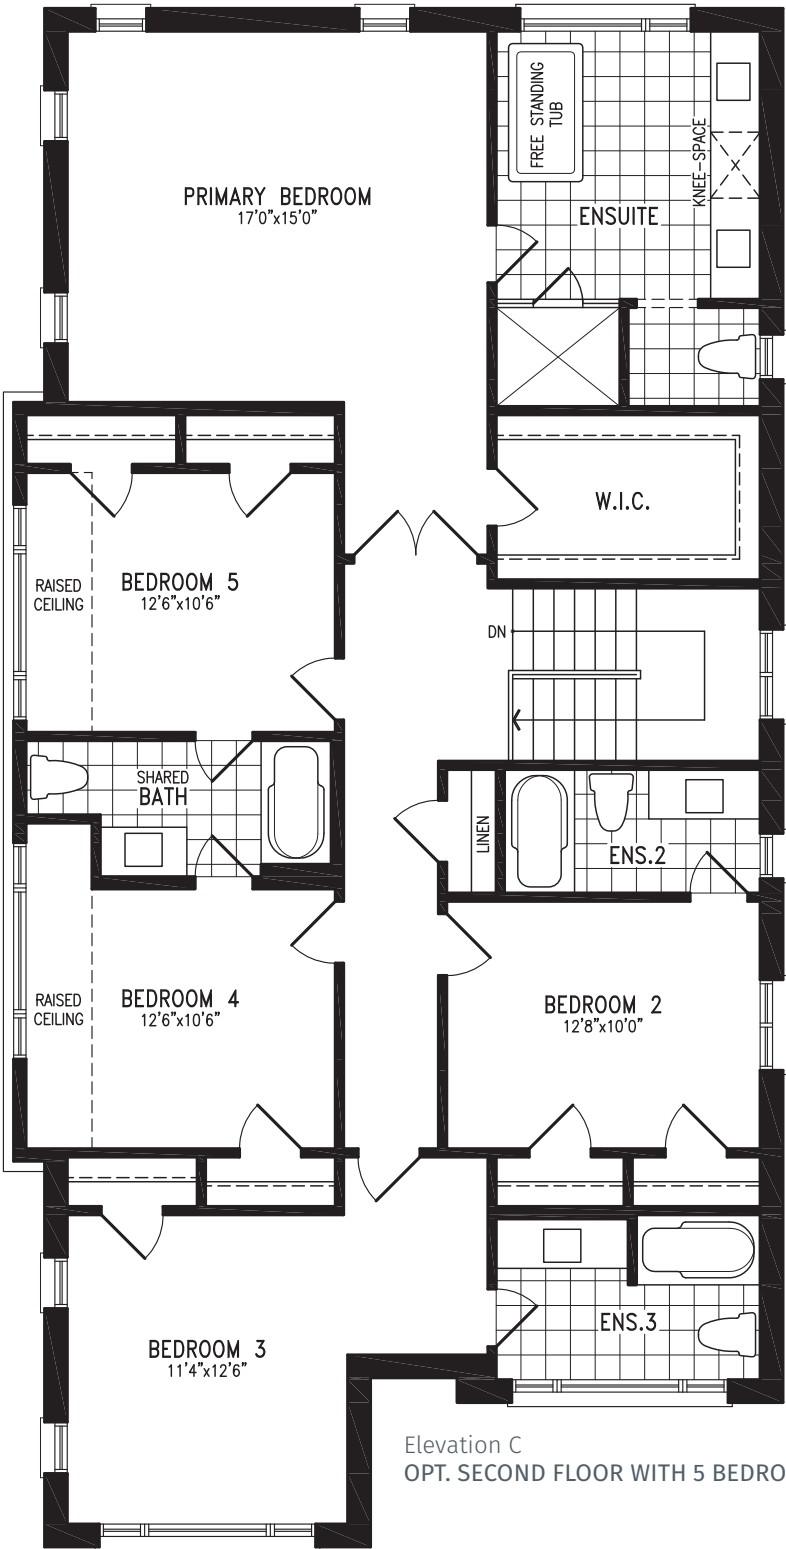 FREE STANDING
TUB
KNEE-SPACE
PRIMARY BEDROOM
17'0"x15'0"
ENSUITE
W.I.C.
RAISED
CEILING
BEDROOM 5
12'6"x10'6"
DN
SHARED
BATH
LINEN
ENS.2
RAISED
CEILING
BEDROOM 4
12'6"x10'6"
BEDROOM 2
12'8"x10'0"
BEDROOM 3
11'4"x12'6"
ENS.3
Elevation C
OPT. SECOND FLOOR WITH 5 BEDRO